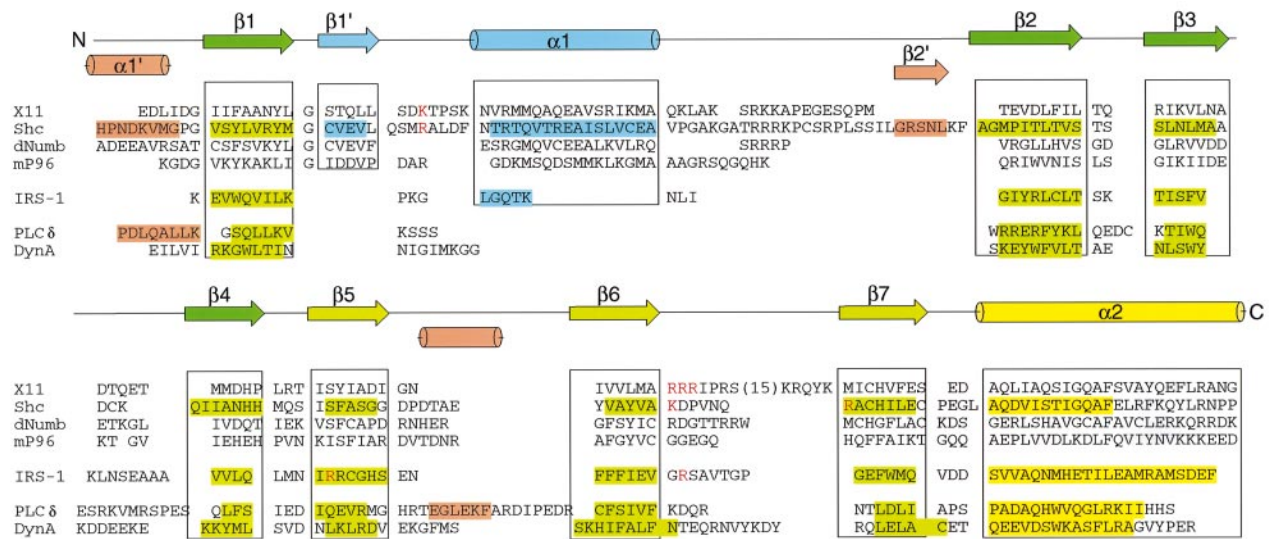 β1 β1' β2 β3
N α1
α1' β2'
X11 EDLIDG IIFAANYL G STQLL SDKTPSK NVRMMQAQEAVSRIKMA QKLAK SRKKAPEGESQPM TEVDLFIL TQ RIKVLNA
Shc HPNDKVMGPG VSYLVRYM CVEVL QSMRALDF NTRTQVTREAISLVCEA VPGAKGATRRRKPCSRPLSSILGRSNLKF AGMPITLTVS TS SLNLMAA
dNumb ADEEAVRSAT CSFSVKYL G CVEVF ESRGMQVCEEALKVLRQ SRRRP VRGLLHVS GD GLRVVDD
mP96 KGDG VKYKAKLI G IDDVP DAR GDKMSQDSMMKLKGMA AAGRSQGQHK QRIWVNIS LS GIKIIDE
IRS-1 K EVWQVILK PKG LGQTK NLI GIYRLCLT SK TISFV
PLC δ PDLQALLK GSQLLKV KSSS WRRERFYKL QEDC KTIWQ
DynA EILVI RKGWLTIN NIGIMKGG SKEYWFVLT AE NLSWY
β4 β5 β6 β7
α2 C
X11 DTQET MMDHP LRT ISYIADI GN IVVLMA RRRIPRS(15)KRQYK MICHVFES ED AQLIAQSIGQAFSVAYQEFLRANG
Shc DCK QIIANHH MQS ISFASGG DPDTAE YVAYVA KDPVNQ RACHILEC PEGL AQDVISTIGQAFELRFKQYLRNPP
dNumb ETKGL IVDQT IEK VSFCAPD RNHER GFSYIC RDGTTRRW MCHGFLAC KDS GERLSHAVGCAFAVCLERKQRRDK
mP96 KT GV IEHEH PVN KISFIAR DVTDNR AFGYVC GGEGQ HQFFAIKT GQQ AEPLVVDLKDLFQVIYNVKKKEED
IRS-1 KLNSEAAA VVLQ LMN IRRCGHS EN FFFIEV GRSAVTGP GEFWMQ VDD SVVAQNMHETILEAMRAMSDEF
PLC δ ESRKVMRSPES QLFS IED IQEVRMG HRTEGLEKFARDIPEDR CFSIVF KDQR NTLDLI APS PADAQHWVQGLRKIIHHS
DynA KDDEEKE KKYML SVD NLKLRDV EKGFMS SKHIFALF NTEQRNVYKDY RQLELA CET QEEVDSWKASFLRAGVYPER